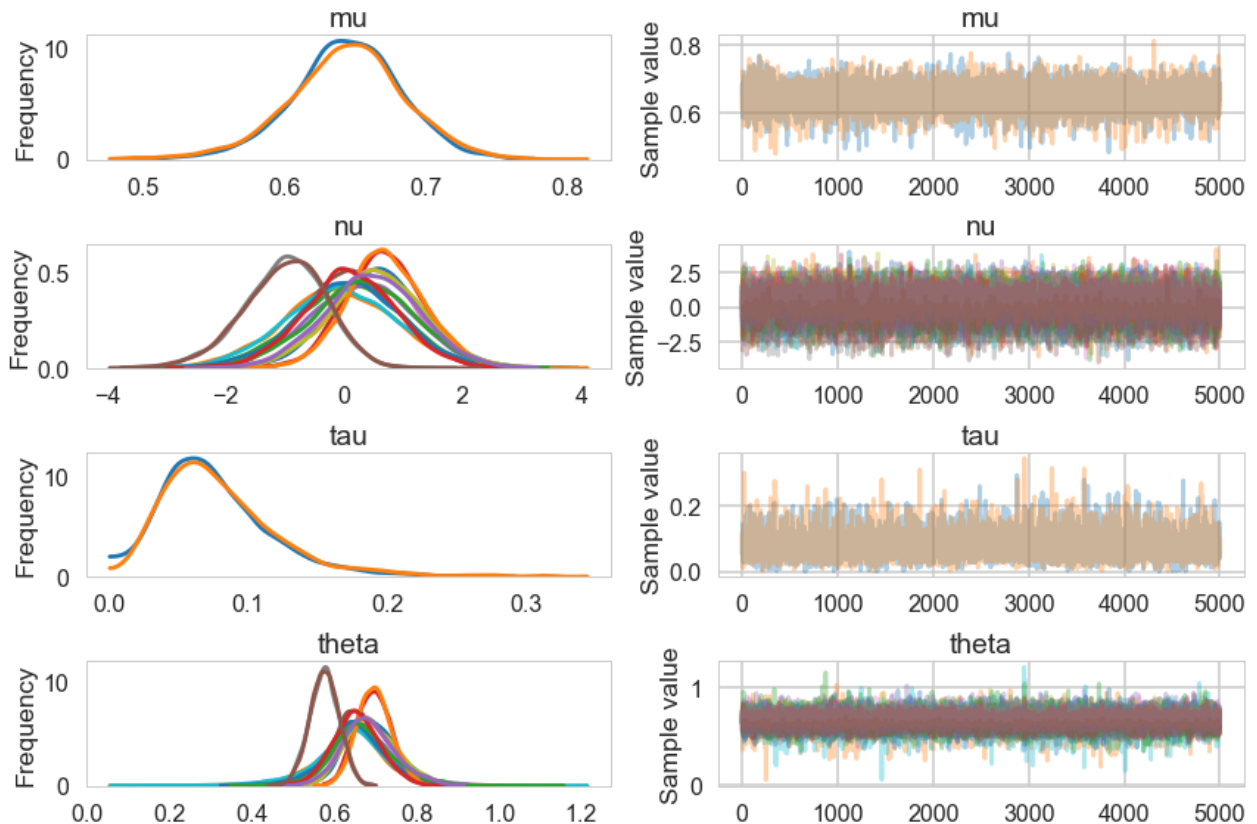 mu
mu
Frequency
10
0
Sample value
0.8
0.6
0.5 0.6 0.7 0.8
0 1000 2000 3000 4000 5000
nu
nu
Frequency
0.5
0.0
Sample value
2.5
0.0
−2.5
−4 −2 0 2 4
0 1000 2000 3000 4000 5000
tau
tau
Frequency
10
0
Sample value
0.2
0.0
0.0 0.1 0.2 0.3
0 1000 2000 3000 4000 5000
theta
theta
Frequency
10
0
Sample value
1
0
0.0 0.2 0.4 0.6 0.8 1.0 1.2
0 1000 2000 3000 4000 5000